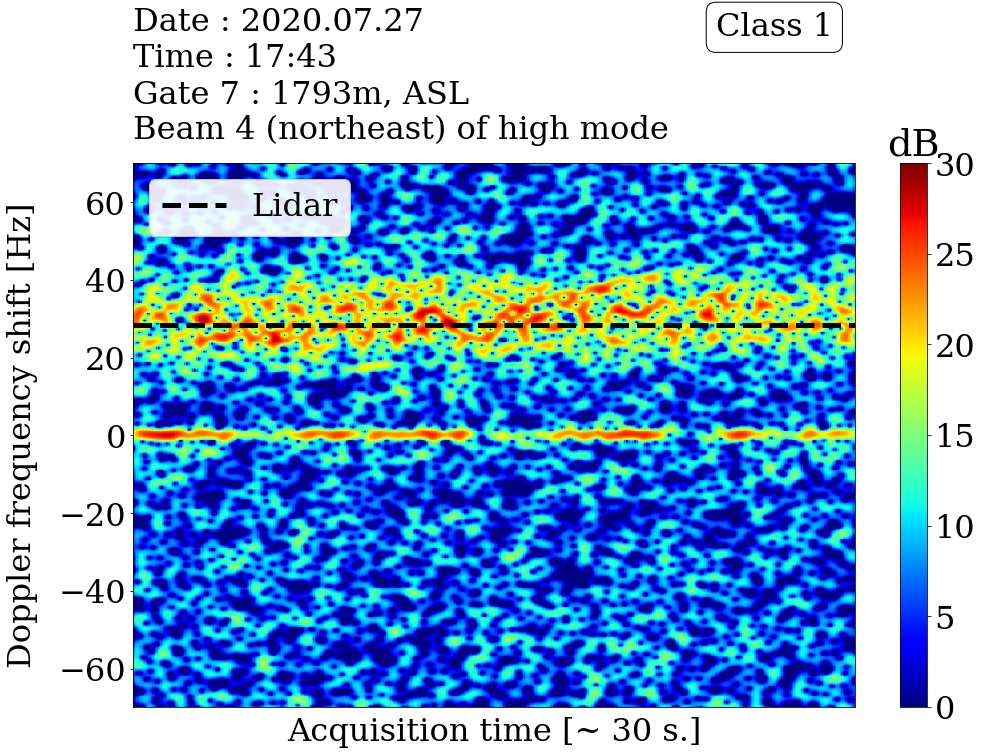 Date : 2020.07.27
Time : 17:43
Gate 7 : 1793m, ASL
Beam 4 (northeast) of high mode
Class 1
dB
Lidar
Doppler frequency shift [Hz]
60
40
20
0
−20
−40
−60
30
25
20
15
10
5
0
Acquisition time [~ 30 s.]